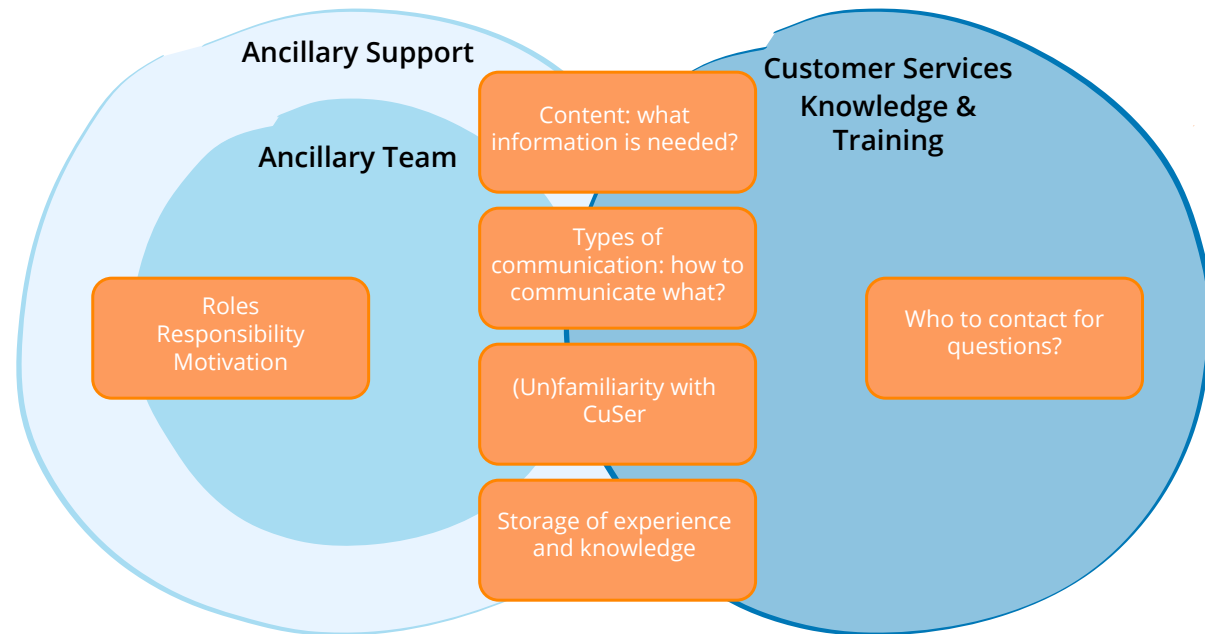 Ancillary Support
Customer Services
Knowledge &
Training
Ancillary Team
Content: what
information is needed?
Types of
communication: how to
communicate what?
Roles
Responsibility
Motivation
Who to contact for
questions?
(Un)familiarity with
CuSer
Storage of experience
and knowledge